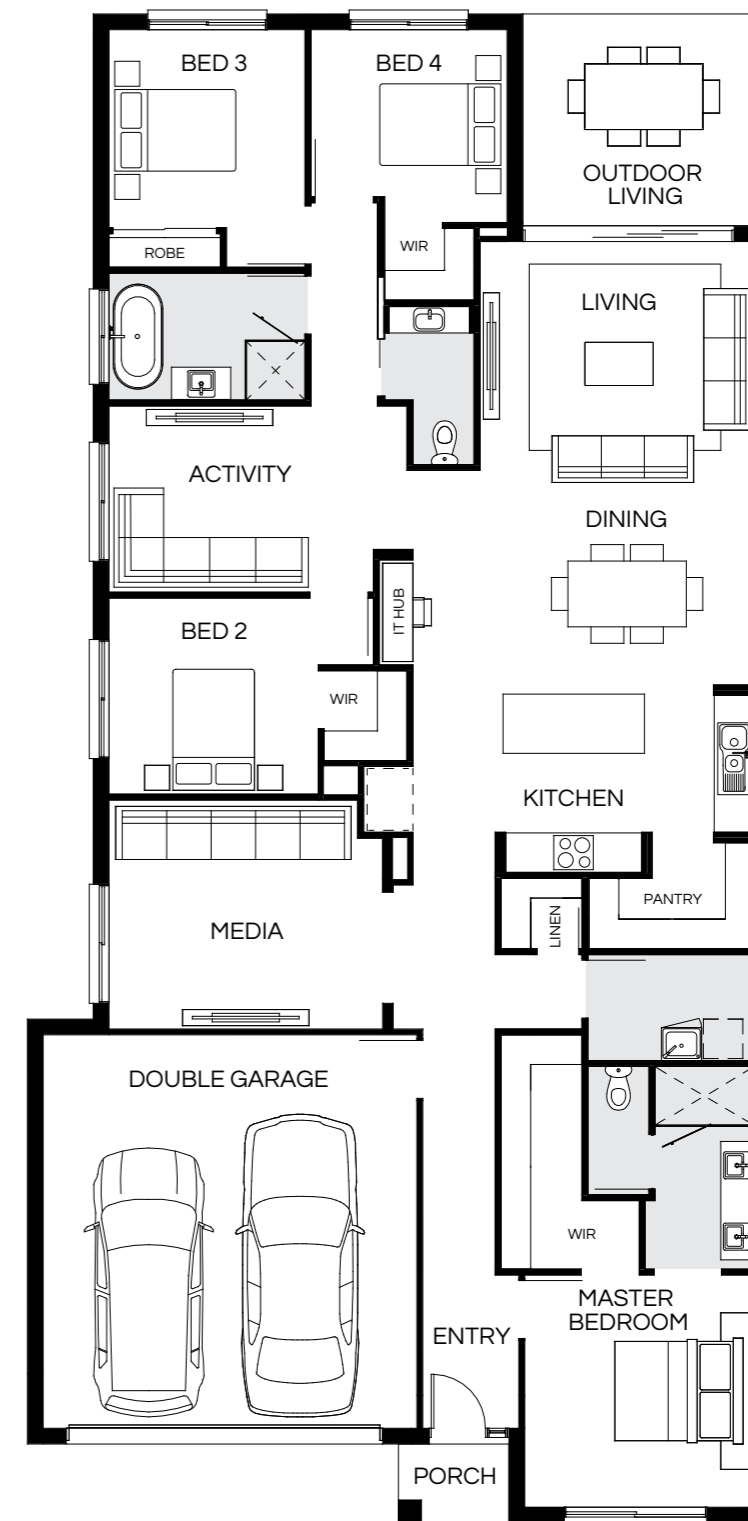 BED 3
BED 4
OUTDOOR
LIVING
ROBE
WIR
LIVING
ACTIVITY
DINING
IT HUB
BED 2
WIR
KITCHEN
PANTRY
LINEN
MEDIA
DOUBLE GARAGE
WIR
MASTER
BEDROOM
ENTRY
PORCH